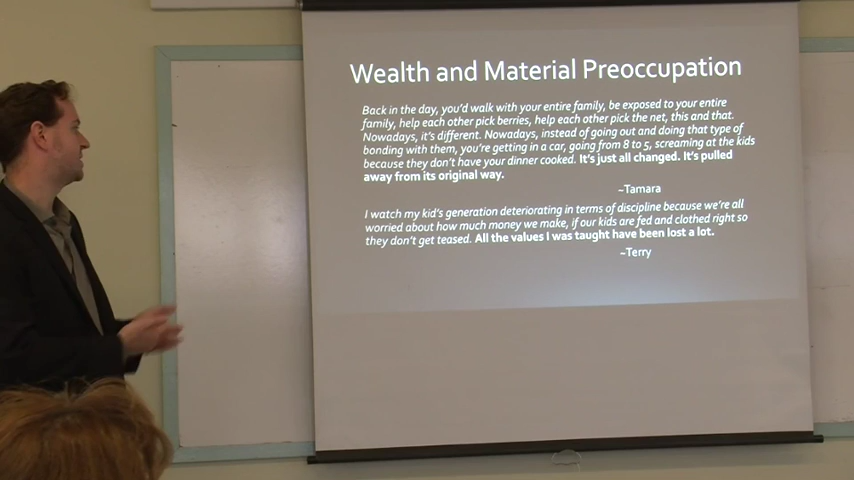 Wealth and Material Preoccupation
Back in the day, you'd walk with your entire family, be exposed to your entire
family, help each other pick berries, help each other pick the net, this and that.
Nowadays, it's different. Nowadays, instead of going out and doing that type of
bonding with them, you're getting in a car, going from 8 to 5, screaming at the kids
because they don't have your dinner cooked. It's just all changed. It's pulled
away from its original way.
~Tamara
I watch my kid's generation deteriorating in terms of discipline because we're all
worried about how much money we make, if our kids are fed and clothed right so
they don't get teased. All the values I was taught have been lost a lot.
~Terry